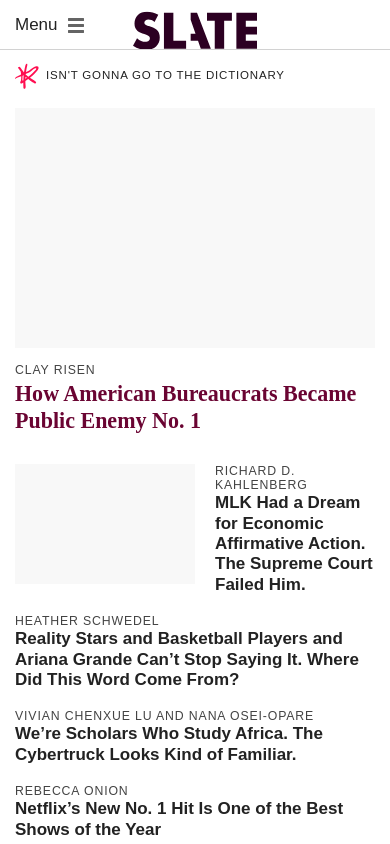 Menu
SLATE
ISN'T GONNA GO TO THE DICTIONARY
CLAY RISEN
How American Bureaucrats Became
Public Enemy No. 1
RICHARD D.
KAHLENBERG
MLK Had a Dream
for Economic
Affirmative Action.
The Supreme Court
Failed Him.
HEATHER SCHWEDEL
Reality Stars and Basketball Players and
Ariana Grande Can’t Stop Saying It. Where
Did This Word Come From?
VIVIAN CHENXUE LU AND NANA OSEI-OPARE
We’re Scholars Who Study Africa. The
Cybertruck Looks Kind of Familiar.
REBECCA ONION
Netflix’s New No. 1 Hit Is One of the Best
Shows of the Year